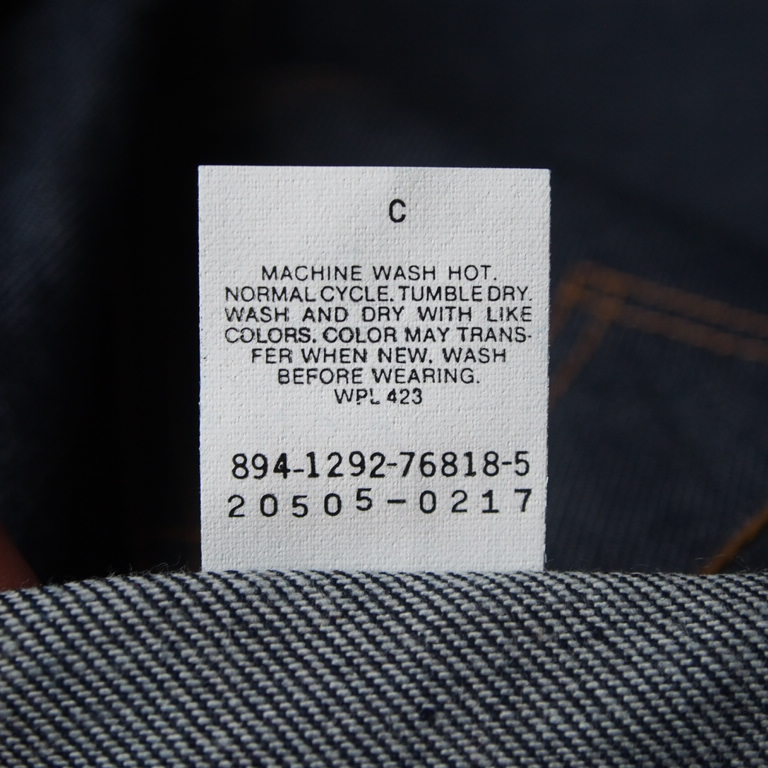 C
MACHINE WASH HOT.
NORMAL CYCLE. TUMBLE DRY.
WASH AND DRY WITH LIKE
COLORS. COLOR MAY TRANS-
FER WHEN NEW. WASH
BEFORE WEARING.
WPL 423
894-1292-76818-5
20505-0217